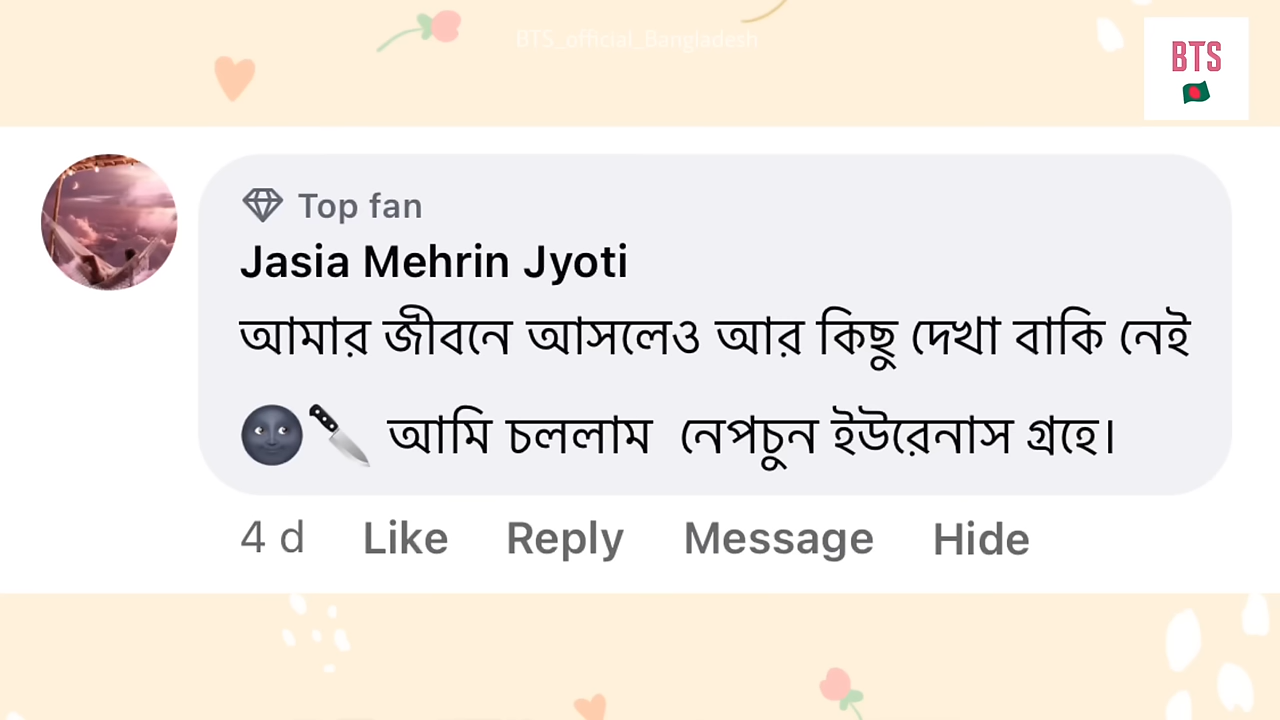 BTS_official_Bangladesh
BTS
Top fan
Jasia Mehrin Jyoti
আমার জীবনে আসলেও আর কিছু দেখা বাকি নেই
🌚🔪 আমি চললাম নেপচুন ইউরেনাস গ্রহে।
4 d Like Reply Message Hide